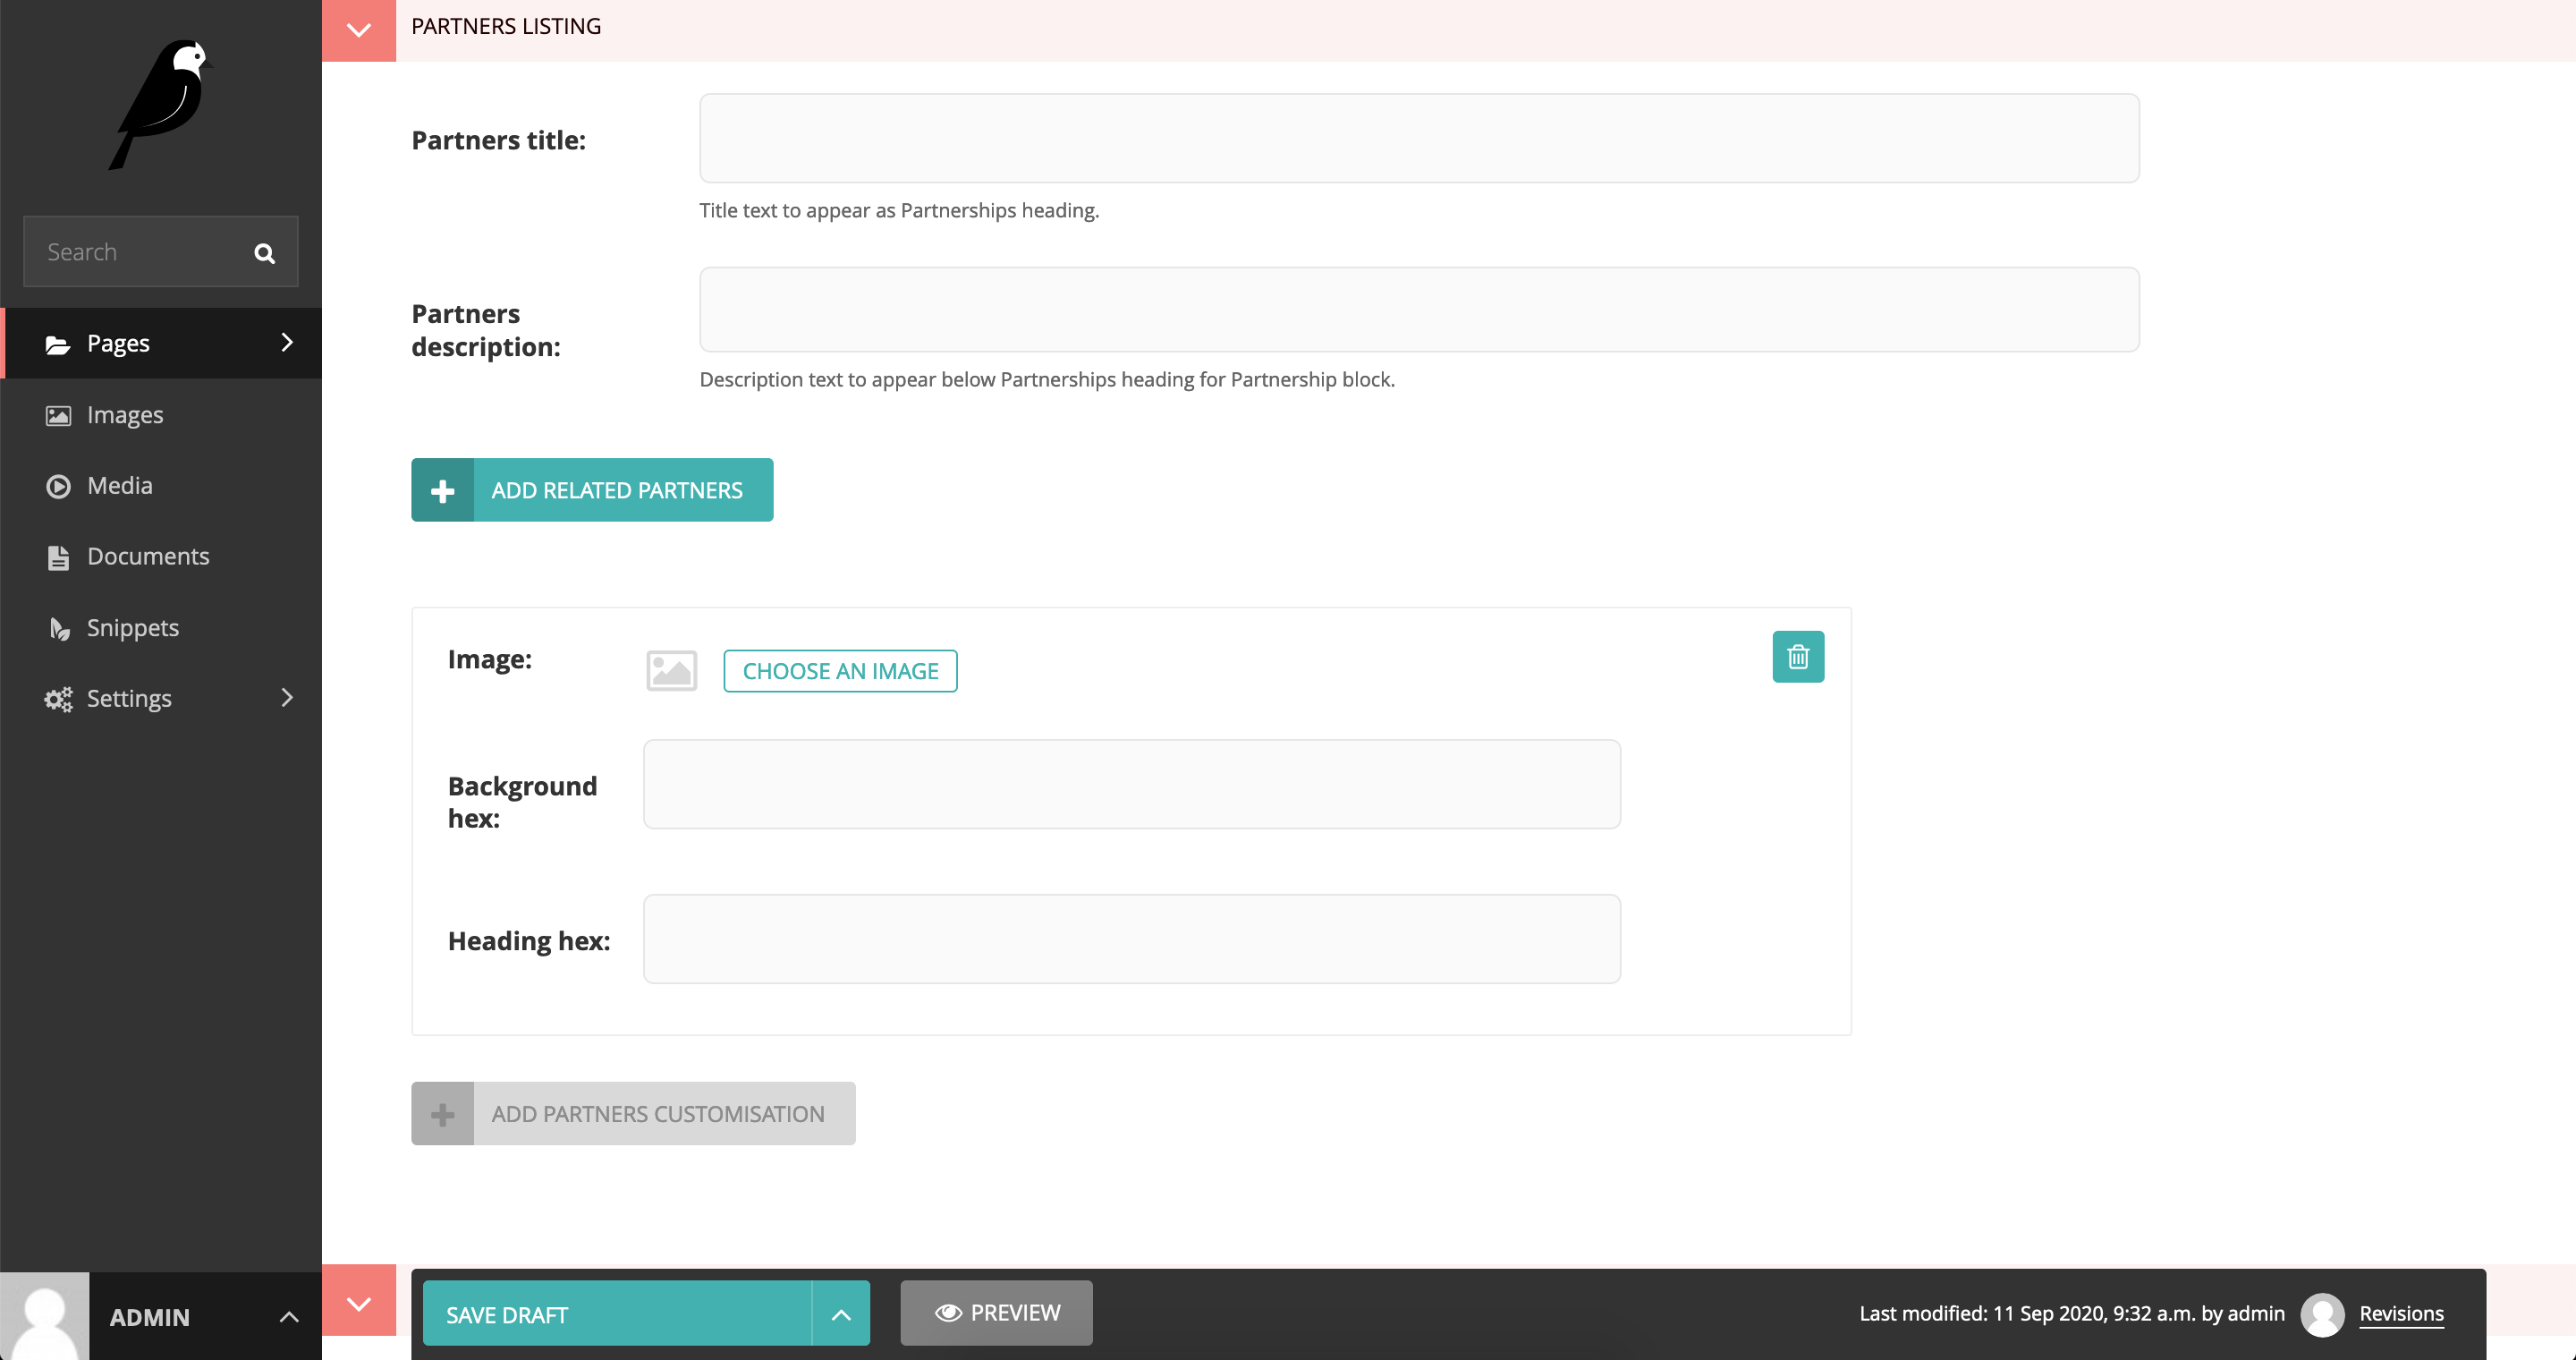 PARTNERS LISTING
Partners title:
Title text to appear as Partnerships heading.
Partners
description:
Description text to appear below Partnerships heading for Partnership block.
ADD RELATED PARTNERS
Image:
CHOOSE AN IMAGE
Background
hex:
Heading hex:
ADD PARTNERS CUSTOMISATION
Search
Pages
Images
Media
Documents
Snippets
Settings
ADMIN
SAVE DRAFT
PREVIEW
Last modified: 11 Sep 2020, 9:32 a.m. by admin
Revisions